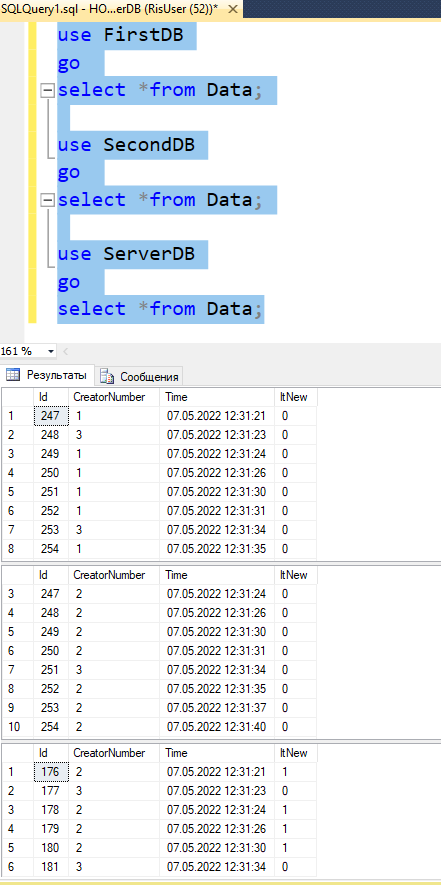 SQLQuery1.sql - HO...erDB (RisUser (52))* ×
use FirstDB
go
select *from Data;
use SecondDB
go
select *from Data;
use ServerDB
go
select *from Data;
161 %
Результаты Сообщения
Id CreatorNumber Time ItNew
1 247 1 07.05.2022 12:31:21 0
2 248 3 07.05.2022 12:31:23 0
3 249 1 07.05.2022 12:31:24 0
4 250 1 07.05.2022 12:31:26 0
5 251 1 07.05.2022 12:31:30 0
6 252 1 07.05.2022 12:31:31 0
7 253 3 07.05.2022 12:31:34 0
8 254 1 07.05.2022 12:31:35 0
Id CreatorNumber Time ItNew
3 247 2 07.05.2022 12:31:24 0
4 248 2 07.05.2022 12:31:26 0
5 249 2 07.05.2022 12:31:30 0
6 250 2 07.05.2022 12:31:31 0
7 251 3 07.05.2022 12:31:34 0
8 252 2 07.05.2022 12:31:35 0
9 253 2 07.05.2022 12:31:37 0
10 254 2 07.05.2022 12:31:40 0
Id CreatorNumber Time ItNew
1 176 2 07.05.2022 12:31:21 1
2 177 3 07.05.2022 12:31:23 0
3 178 2 07.05.2022 12:31:24 1
4 179 2 07.05.2022 12:31:26 1
5 180 2 07.05.2022 12:31:30 1
6 181 3 07.05.2022 12:31:34 0